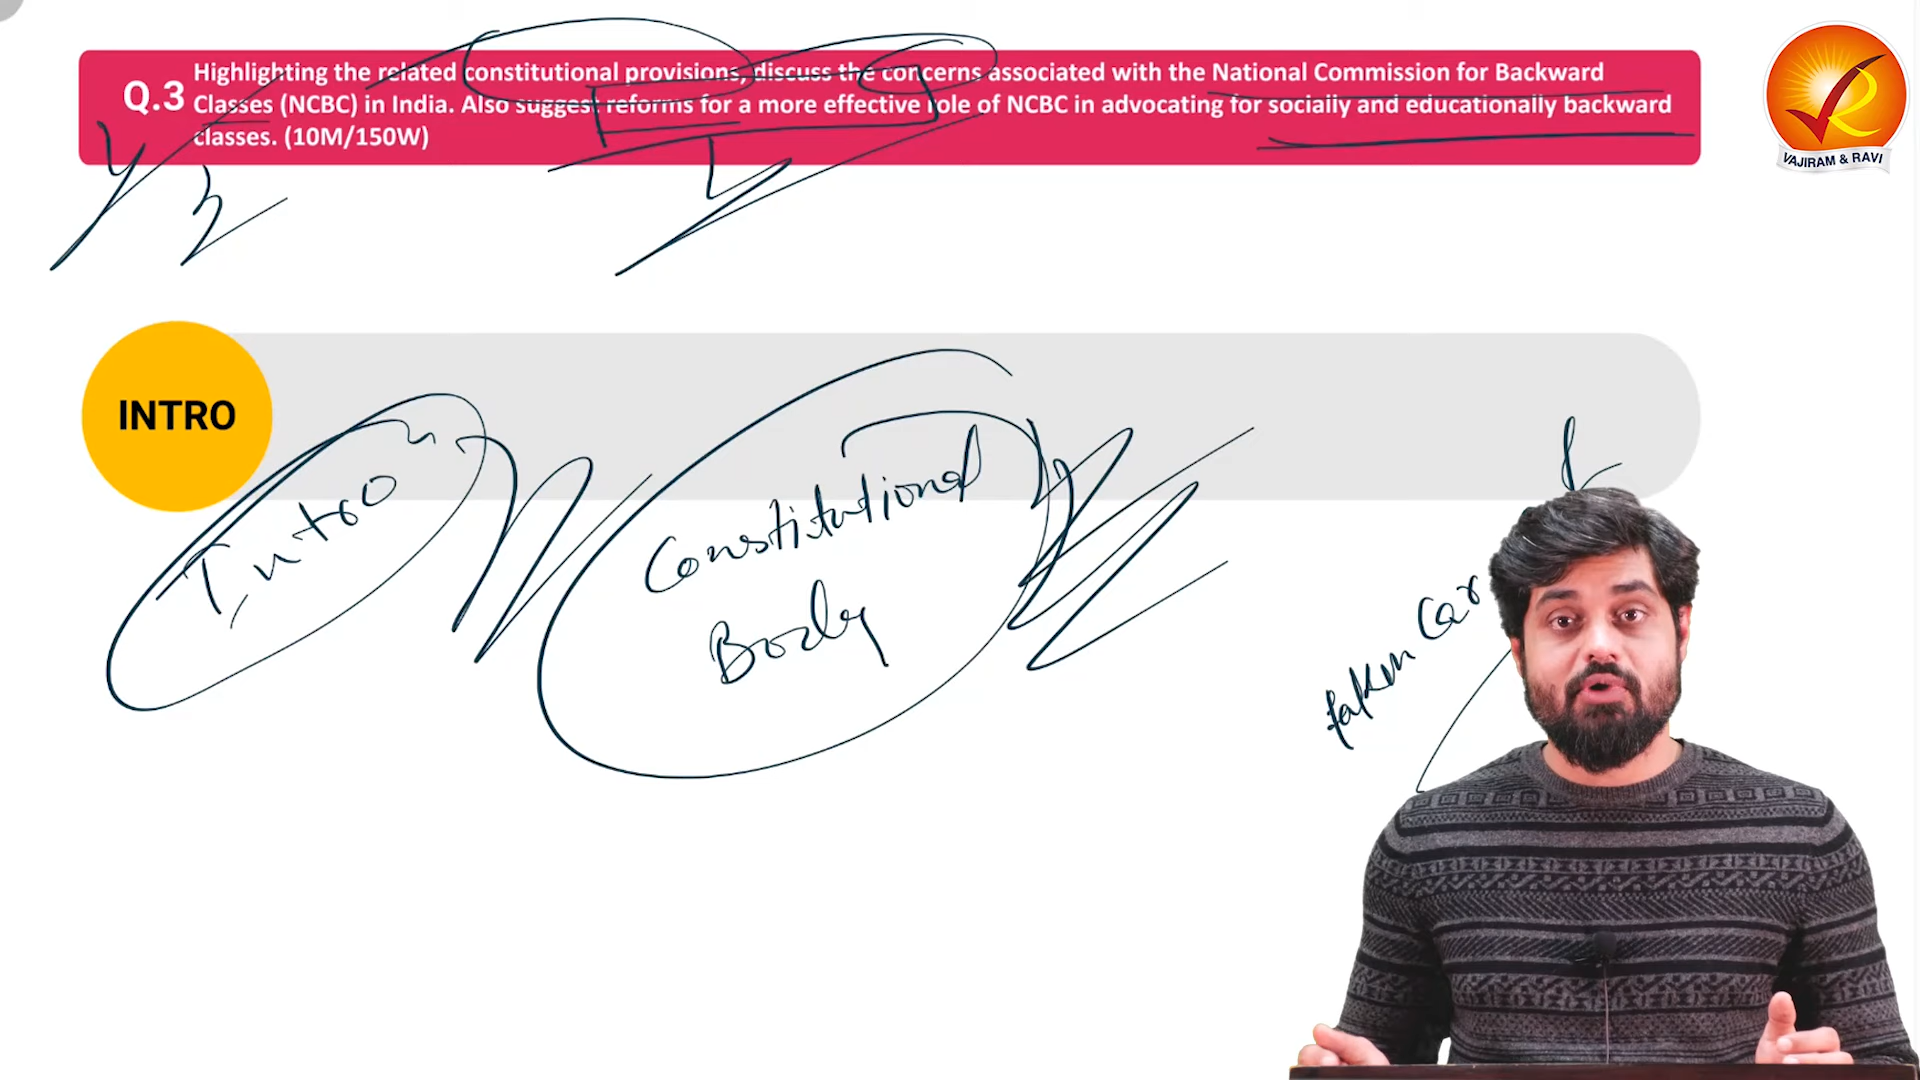 Q.3 Highlighting the related constitutional provisions, discuss the concerns associated with the National Commission for Backward
Classes (NCBC) in India. Also suggest reforms for a more effective role of NCBC in advocating for socially and educationally backward
classes. (10M/150W)
VAJIRAM & RAVI
INTRO
Intro
Constitutional
Body